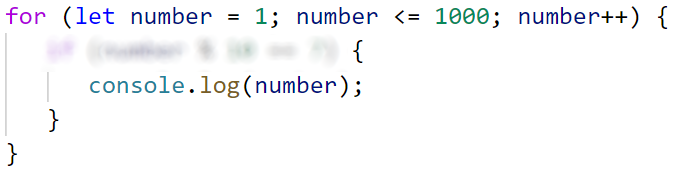 for (let number = 1; number <= 1000; number++) {
{
console.log(number);
}
}